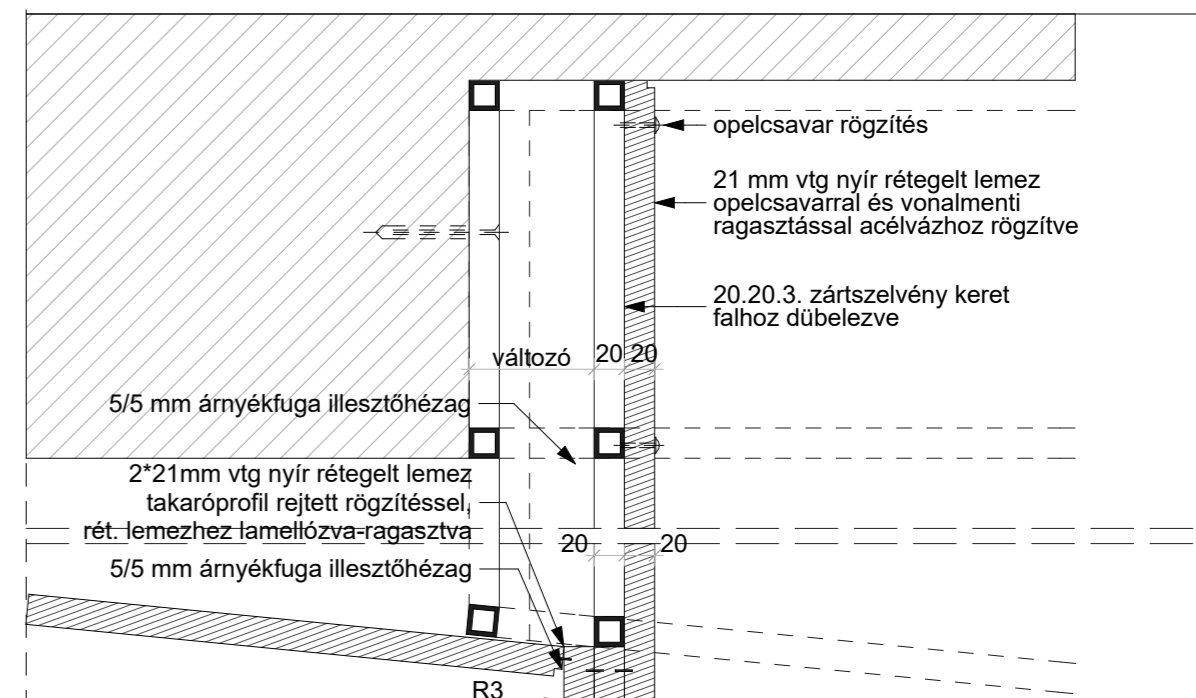 opelcsavar rögzítés
21 mm vtg nyír rétegelt lemez
opelcsavarral és vonalmenti
ragasztással acélvázhoz rögzítve
20.20.3. zártszelvény keret
falhoz dübelezve
változó
20
20
5/5 mm árnyékfuga illesztőhézag
2*21mm vtg nyír rétegelt lemez
takaróprofil rejtett rögzítéssel,
rét. lemezhez lamellózva-ragasztva
20
20
5/5 mm árnyékfuga illesztőhézag
R3